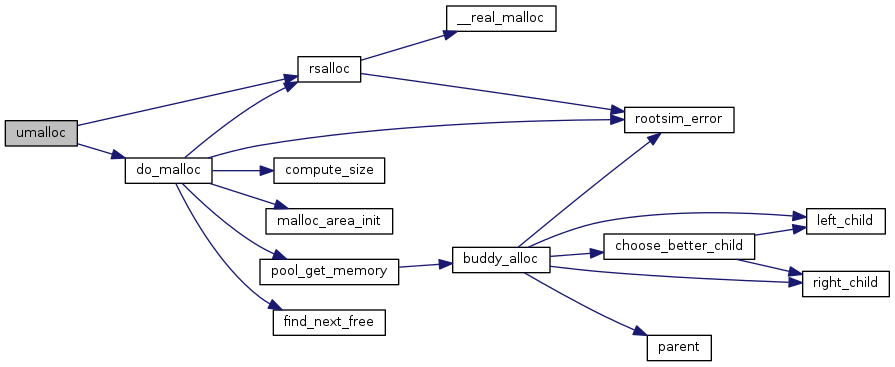 __real_malloc
rsalloc
rootsim_error
umalloc
do_malloc
compute_size
malloc_area_init
left_child
choose_better_child
buddy_alloc
pool_get_memory
right_child
find_next_free
parent